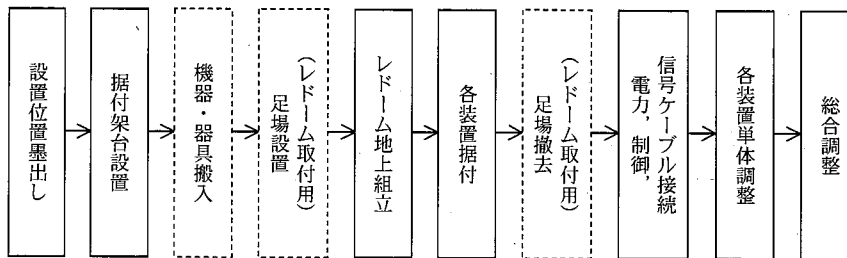 設置位置墨出し
据付架台設置
機器・器具搬入
足場設置
(レドーム取付用)
レドーム地上組立
各装置据付
足場撤去
(レドーム取付用)
電力，制御，
信号ケーブル接続
各装置単体調整
総合調整